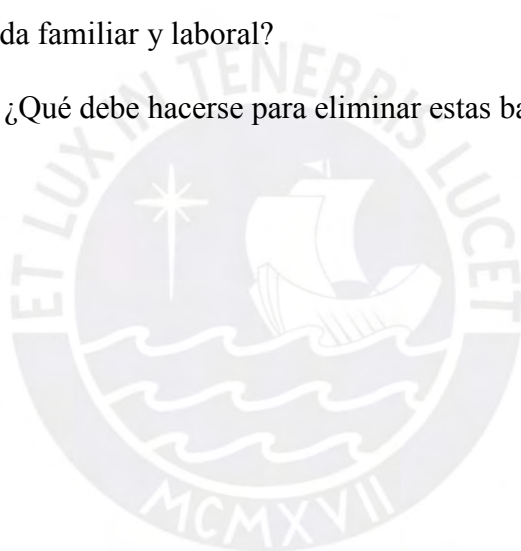 da familiar y laboral?
¿Qué debe hacerse para eliminar estas ba
ET LUX IN TENEBRIS LUCET
MCMXVII